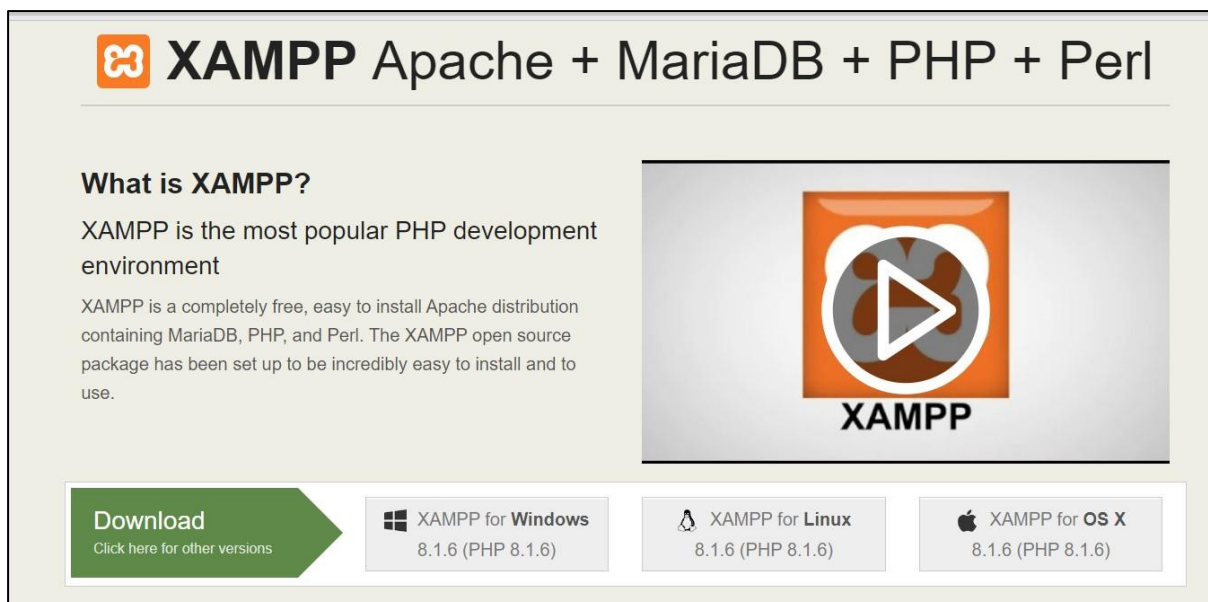 XAMPP Apache + MariaDB + PHP + Perl
What is XAMPP?
XAMPP is the most popular PHP development
environment
XAMPP is a completely free, easy to install Apache distribution
containing MariaDB, PHP, and Perl. The XAMPP open source
package has been set up to be incredibly easy to install and to
use.
XAMPP
Download
Click here for other versions
XAMPP for Windows
8.1.6 (PHP 8.1.6)
XAMPP for Linux
8.1.6 (PHP 8.1.6)
XAMPP for OS X
8.1.6 (PHP 8.1.6)